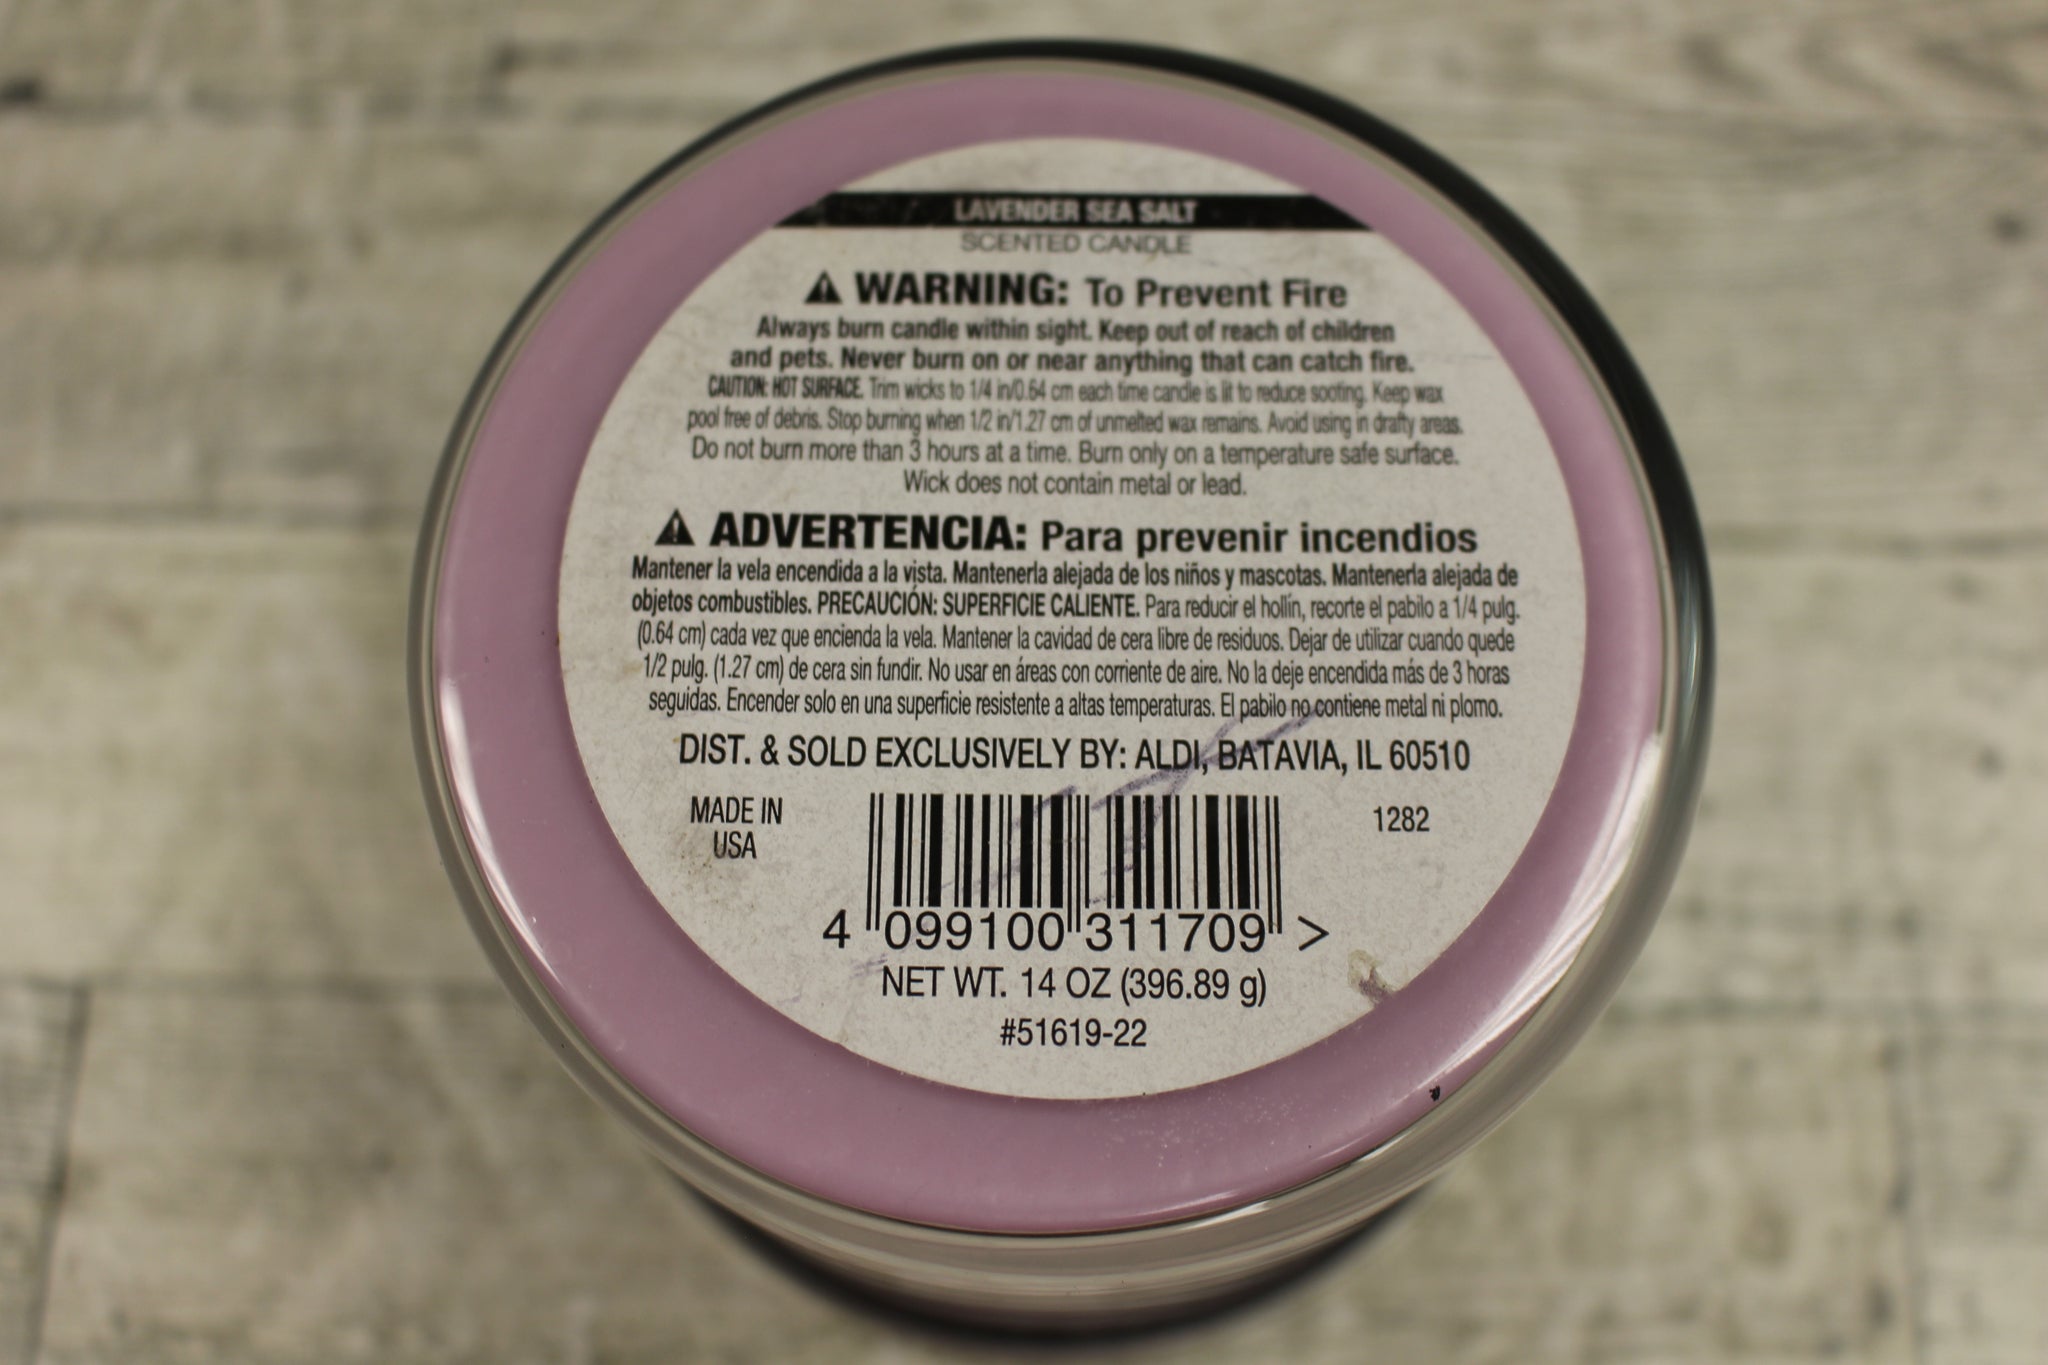 LAVENDER SEA SALT
SCENTED CANDLE
WARNING: To Prevent Fire
Always burn candle within sight. Keep out of reach of children
and pets. Never burn on or near anything that can catch fire.
CAUTION: HOT SURFACE. Trim wicks to 1/4 in/0.64 cm each time candle is lit to reduce sooting. Keep wax
pool free of debris. Stop burning when 1/2 in/1.27 cm of unmelted wax remains. Avoid using in drafty areas.
Do not burn more than 3 hours at a time. Burn only on a temperature safe surface.
Wick does not contain metal or lead.
ADVERTENCIA: Para prevenir incendios
Mantener la vela encendida a la vista. Mantenerla alejada de los niños y mascotas. Mantenerla alejada de
objetos combustibles. PRECAUCIÓN: SUPERFICIE CALIENTE. Para reducir el hollín, recorte el pabilo a 1/4 pulg.
(0.64 cm) cada vez que encienda la vela. Mantener la cavidad de cera libre de residuos. Dejar de utilizar cuando quede
1/2 pulg. (1.27 cm) de cera sin fundir. No usar en áreas con corriente de aire. No la deje encendida más de 3 horas
seguidas. Encender solo en una superficie resistente a altas temperaturas. El pabilo no contiene metal ni plomo.
DIST. & SOLD EXCLUSIVELY BY: ALDI, BATAVIA, IL 60510
MADE IN
USA
1282
4 099100 311709 >
NET WT. 14 OZ (396.89 g)
#51619-22